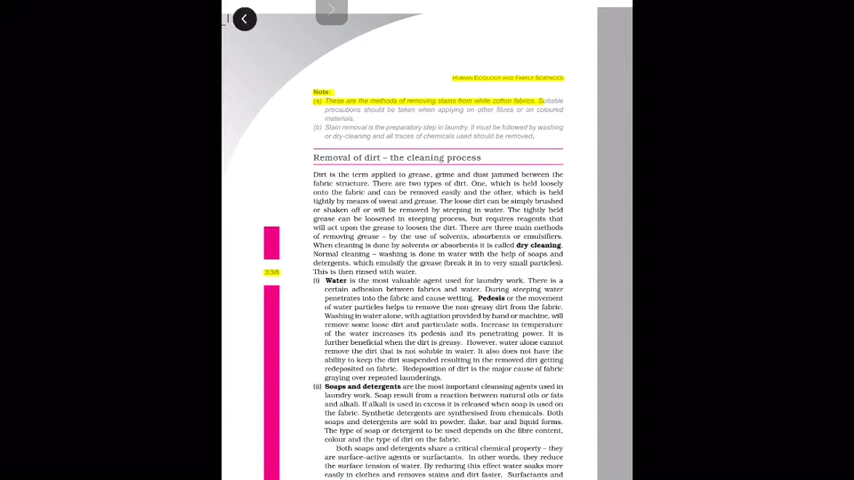 HUMAN ECOLOGY AND FAMILY SCIENCES
Note:
(a) These are the methods of removing stains from white cotton fabrics. Suitable
precautions should be taken when applying on other fibres or on coloured
materials.
(b) Stain removal is the preparatory step in laundry. It must be followed by washing
or dry-cleaning and all traces of chemicals used should be removed.
Removal of dirt – the cleaning process
Dirt is the term applied to grease, grime and dust jammed between the
fabric structure. There are two types of dirt. One, which is held loosely
onto the fabric and can be removed easily and the other, which is held
tightly by means of sweat and grease. The loose dirt can be simply brushed
or shaken off or will be removed by steeping in water. The tightly held
grease can be loosened in steeping process, but requires reagents that
will act upon the grease to loosen the dirt. There are three main methods
of removing grease – by the use of solvents, absorbents or emulsifiers.
When cleaning is done by solvents or absorbents it is called dry cleaning.
Normal cleaning – washing is done in water with the help of soaps and
detergents, which emulsify the grease (break it in to very small particles).
This is then rinsed with water.
338
(i) Water is the most valuable agent used for laundry work. There is a
certain adhesion between fabrics and water. During steeping water
penetrates into the fabric and cause wetting. Pedesis or the movement
of water particles helps to remove the non-greasy dirt from the fabric.
Washing in water alone, with agitation provided by hand or machine, will
remove some loose dirt and particulate soils. Increase in temperature
of the water increases its pedesis and its penetrating power. It is
further beneficial when the dirt is greasy. However, water alone cannot
remove the dirt that is not soluble in water. It also does not have the
ability to keep the dirt suspended resulting in the removed dirt getting
redeposited on fabric. Redeposition of dirt is the major cause of fabric
graying over repeated launderings.
(ii) Soaps and detergents are the most important cleansing agents used in
laundry work. Soap result from a reaction between natural oils or fats
and alkali. If alkali is used in excess it is released when soap is used on
the fabric. Synthetic detergents are synthesised from chemicals. Both
soaps and detergents are sold in powder, flake, bar and liquid forms.
The type of soap or detergent to be used depends on the fibre content,
colour and the type of dirt on the fabric.
Both soaps and detergents share a critical chemical property – they
are surface-active agents or surfactants. In other words, they reduce
the surface tension of water. By reducing this effect water soaks more
easily in clothes and removes stains and dirt faster. Surfactants and